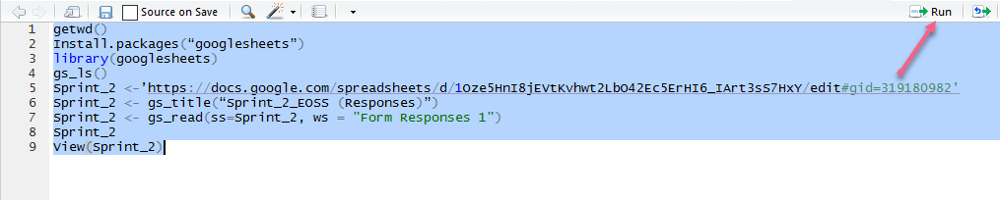 Source on Save
Run
1 getwd()
2 Install.packages(“googlesheets”)
3 library(googlesheets)
4 gs_ls()
5 Sprint_2 <-'https://docs.google.com/spreadsheets/d/1Oze5HnI8jEVtKvhwt2LbO42Ec5ErHI6_IArt3sS7HxY/edit#gid=319180982'
6 Sprint_2 <- gs_title(“Sprint_2_EOSS (Responses)”)
7 Sprint_2 <- gs_read(ss=Sprint_2, ws = "Form Responses 1")
8 Sprint_2
9 View(Sprint_2)